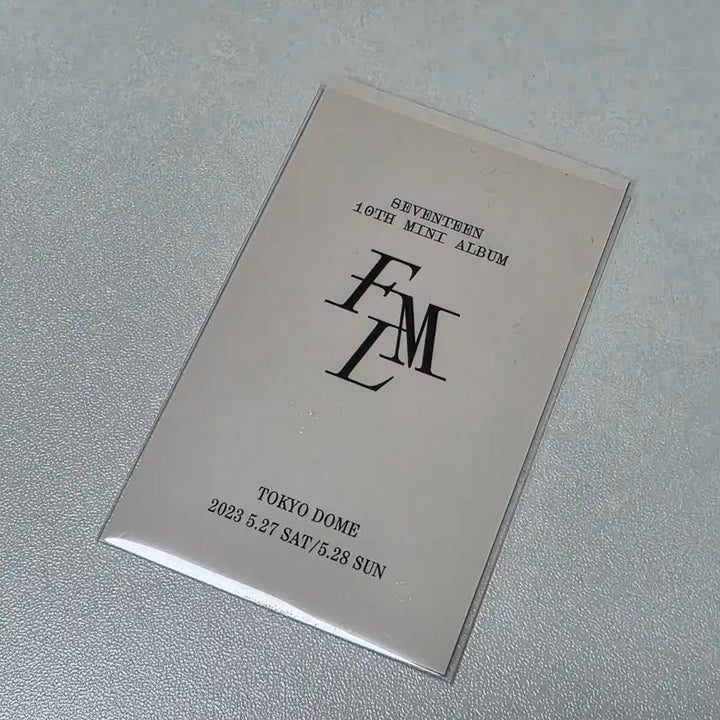 SEVENTEEN
10TH MINI ALBUM
FML
TOKYO DOME
2023 5.27 SAT/5.28 SUN